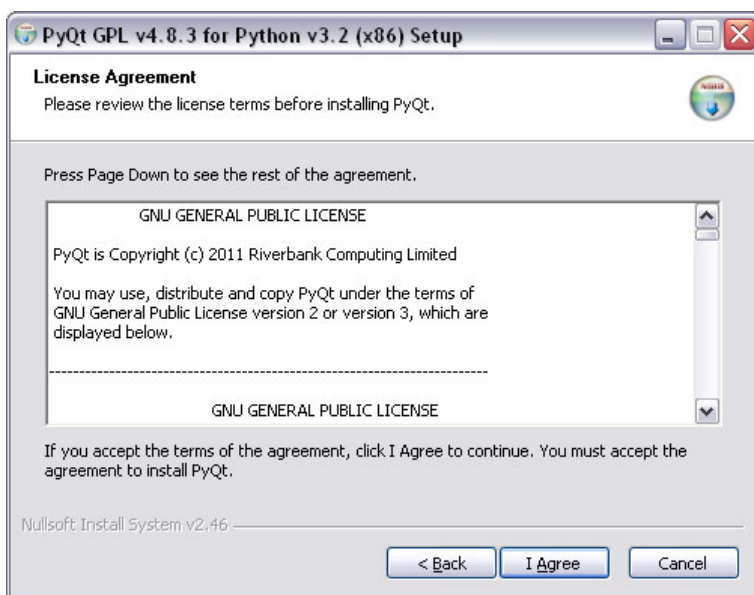 PyQt GPL v4.8.3 for Python v3.2 (x86) Setup
License Agreement
Please review the license terms before installing PyQt.
Press Page Down to see the rest of the agreement.
GNU GENERAL PUBLIC LICENSE
PyQt is Copyright (c) 2011 Riverbank Computing Limited
You may use, distribute and copy PyQt under the terms of
GNU General Public License version 2 or version 3, which are
displayed below.
-------------------------------------------------------------------------
GNU GENERAL PUBLIC LICENSE
If you accept the terms of the agreement, click I Agree to continue. You must accept the
agreement to install PyQt.
Nullsoft Install System v2.46
< Back
I Agree
Cancel